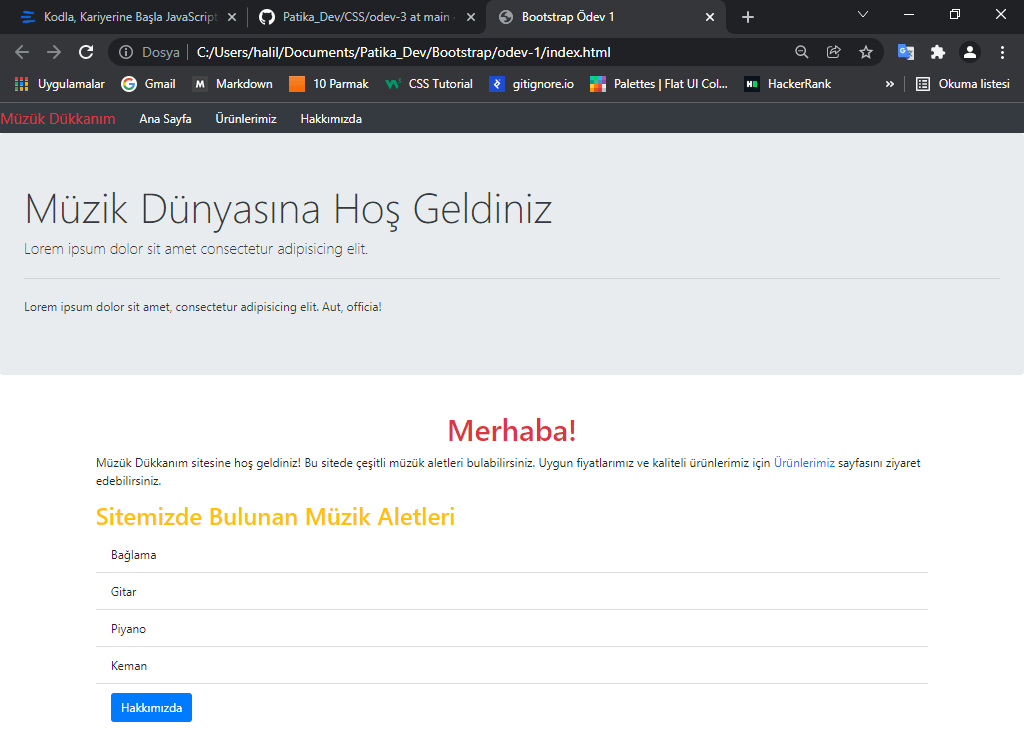 Kodla, Kariyerine Başla JavaScript
Patika_Dev/CSS/odev-3 at main
Bootstrap Ödev 1
Dosya C:/Users/halil/Documents/Patika_Dev/Bootstrap/odev-1/index.html
Uygulamalar Gmail M Markdown 10 Parmak CSS Tutorial gitignore.io Palettes | Flat UI Co... HackerRank » Okuma listesi
Müzük Dükkanım Ana Sayfa Ürünlerimiz Hakkımızda
Müzik Dünyasına Hoş Geldiniz
Lorem ipsum dolor sit amet consectetur adipisicing elit.
Lorem ipsum dolor sit amet, consectetur adipisicing elit. Aut, officia!
Merhaba!
Müzük Dükkanım sitesine hoş geldiniz! Bu sitede çeşitli müzük aletleri bulabilirsiniz. Uygun fiyatlarımız ve kaliteli ürünlerimiz için Ürünlerimiz sayfasını ziyaret
edebilirsiniz.
Sitemizde Bulunan Müzik Aletleri
Bağlama
Gitar
Piyano
Keman
Hakkımızda